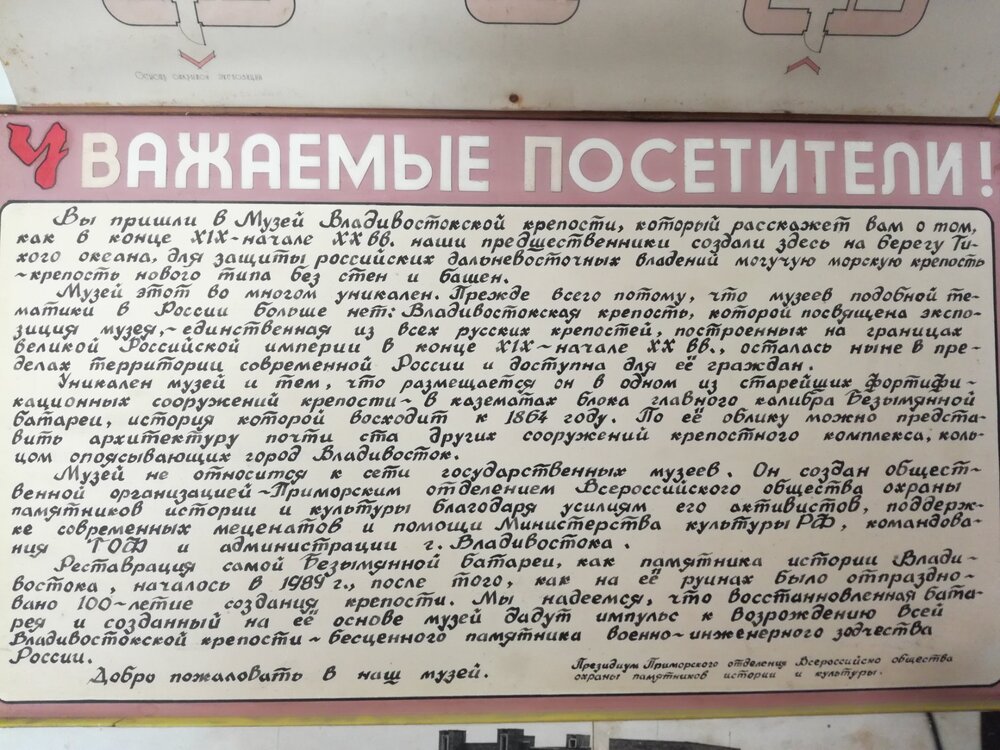 Осмотр открытой экспозиции
УВАЖАЕМЫЕ ПОСЕТИТЕЛИ!
Вы пришли в Музей Владивостокской крепости, который расскажет вам о том,
как в конце XIX-начале XX вв. наши предшественники создали здесь на берегу Ти-
хого океана, для защиты российских дальневосточных владений могучую морскую крепость
~крепость нового типа без стен и башен.
Музей этот во многом уникален. Прежде всего потому, что музеев подобной те-
матики в России больше нет: Владивостокская крепость, которой посвящена экспо-
зиция музея,~единственная из всех русских крепостей, построенных на границах
великой Российской империи в конце XIX~начале XX вв., осталась ныне в пре-
делах территории современной России и доступна для её граждан.
Уникален музей и тем, что размещается он в одном из старейших фортифи-
кационных сооружений крепости~в казематах блока главного калибра Безымянной
батареи, история которой восходит к 1864 году. По её облику можно предста-
вить архитектуру почти ста других сооружений крепостного комплекса, коль-
цом опоясывающих город Владивосток.
Музей не относится к сети государственных музеев. Он создан общест-
венной организацией~Приморским отделением Всероссийского общества охраны
памятников истории и культуры благодаря усилиям его активистов, поддерж-
ке современных меценатов и помощи Министерства культуры РФ, командова-
ния ТОФ и администрации г. Владивостока.
Реставрация самой Безымянной батареи, как памятника истории Влади-
востока, началось в 1989 г., после того, как на её руинах было отпраздно-
вано 100-летие создания крепости. Мы надеемся, что восстановленная бата-
рея и созданный на её основе музей дадут импульс к возрождению всей
Владивостокской крепости~бесценного памятника военно-инженерного зодчества
России.
Добро пожаловать в наш музей.
Президиум Приморского отделения Всероссийско общества
охраны памятников истории и культуры.